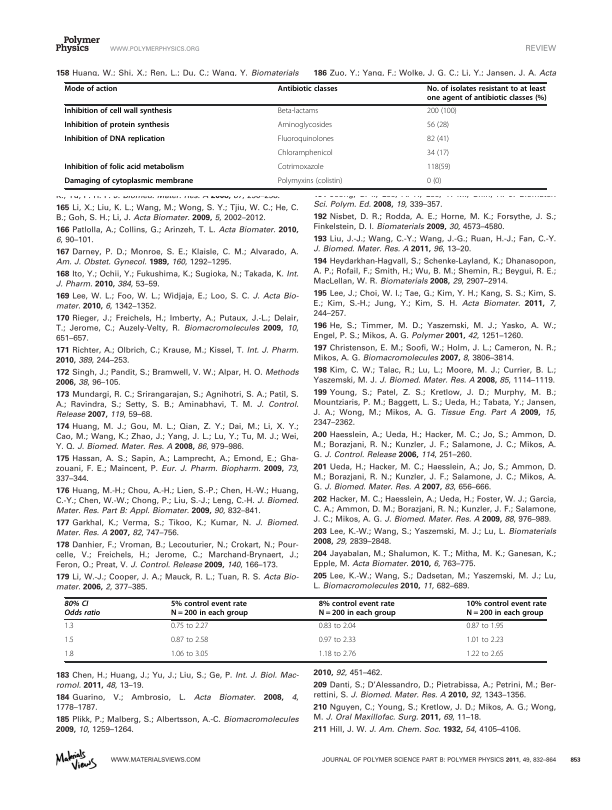 Polymer
Physics
WWW.POLYMERPHYSICS.ORG
REVIEW
158 Huang, W.; Shi, X.; Ren, L.; Du, C.; Wang, Y. Biomaterials
186 Zuo, Y.; Yang, F.; Wolke, J. G. C.; Li, Y.; Jansen, J. A. Acta
Mode of action Antibiotic classes No. of isolates resistant to at least
one agent of antibiotic classes (%)
Inhibition of cell wall synthesis Beta-lactams 200 (100)
Inhibition of protein synthesis Aminoglycosides 56 (28)
Inhibition of DNA replication Fluoroquinolones 82 (41)
Chloramphenicol 34 (17)
Inhibition of folic acid metabolism Cotrimoxazole 118(59)
Damaging of cytoplasmic membrane Polymyxins (colistin) 0 (0)
165 Li, X.; Liu, K. L.; Wang, M.; Wong, S. Y.; Tjiu, W. C.; He, C.
B.; Goh, S. H.; Li, J. Acta Biomater. 2009, 5, 2002–2012.
166 Patlolla, A.; Collins, G.; Arinzeh, T. L. Acta Biomater. 2010,
6, 90–101.
167 Darney, P. D.; Monroe, S. E.; Klaisle, C. M.; Alvarado, A.
Am. J. Obstet. Gynecol. 1989, 160, 1292–1295.
168 Ito, Y.; Ochii, Y.; Fukushima, K.; Sugioka, N.; Takada, K. Int.
J. Pharm. 2010, 384, 53–59.
169 Lee, W. L.; Foo, W. L.; Widjaja, E.; Loo, S. C. J. Acta Bio-
mater. 2010, 6, 1342–1352.
170 Rieger, J.; Freichels, H.; Imberty, A.; Putaux, J.-L.; Delair,
T.; Jerome, C.; Auzely-Velty, R. Biomacromolecules 2009, 10,
651–657.
171 Richter, A.; Olbrich, C.; Krause, M.; Kissel, T. Int. J. Pharm.
2010, 389, 244–253.
172 Singh, J.; Pandit, S.; Bramwell, V. W.; Alpar, H. O. Methods
2006, 38, 96–105.
173 Mundargi, R. C.; Srirangarajan, S.; Agnihotri, S. A.; Patil, S.
A.; Ravindra, S.; Setty, S. B.; Aminabhavi, T. M. J. Control.
Release 2007, 119, 59–68.
174 Huang, M. J.; Gou, M. L.; Qian, Z. Y.; Dai, M.; Li, X. Y.;
Cao, M.; Wang, K.; Zhao, J.; Yang, J. L.; Lu, Y.; Tu, M. J.; Wei,
Y. Q. J. Biomed. Mater. Res. A 2008, 86, 979–986.
175 Hassan, A. S.; Sapin, A.; Lamprecht, A.; Emond, E.; Gha-
zouani, F. E.; Maincent, P. Eur. J. Pharm. Biopharm. 2009, 73,
337–344.
176 Huang, M.-H.; Chou, A.-H.; Lien, S.-P.; Chen, H.-W.; Huang,
C.-Y.; Chen, W.-W.; Chong, P.; Liu, S.-J.; Leng, C.-H. J. Biomed.
Mater. Res. Part B: Appl. Biomater. 2009, 90, 832–841.
177 Garkhal, K.; Verma, S.; Tikoo, K.; Kumar, N. J. Biomed.
Mater. Res. A 2007, 82, 747–756.
178 Danhier, F.; Vroman, B.; Lecouturier, N.; Crokart, N.; Pour-
celle, V.; Freichels, H.; Jerome, C.; Marchand-Brynaert, J.;
Feron, O.; Preat, V. J. Control. Release 2009, 140, 166–173.
179 Li, W.-J.; Cooper, J. A.; Mauck, R. L.; Tuan, R. S. Acta Bio-
mater. 2006, 2, 377–385.
Sci. Polym. Ed. 2008, 19, 339–357.
192 Nisbet, D. R.; Rodda, A. E.; Horne, M. K.; Forsythe, J. S.;
Finkelstein, D. I. Biomaterials 2009, 30, 4573–4580.
193 Liu, J.-J.; Wang, C.-Y.; Wang, J.-G.; Ruan, H.-J.; Fan, C.-Y.
J. Biomed. Mater. Res. A 2011, 96, 13–20.
194 Heydarkhan-Hagvall, S.; Schenke-Layland, K.; Dhanasopon,
A. P.; Rofail, F.; Smith, H.; Wu, B. M.; Shemin, R.; Beygui, R. E.;
MacLellan, W. R. Biomaterials 2008, 29, 2907–2914.
195 Lee, J.; Choi, W. I.; Tae, G.; Kim, Y. H.; Kang, S. S.; Kim, S.
E.; Kim, S.-H.; Jung, Y.; Kim, S. H. Acta Biomater. 2011, 7,
244–257.
196 He, S.; Timmer, M. D.; Yaszemski, M. J.; Yasko, A. W.;
Engel, P. S.; Mikos, A. G. Polymer 2001, 42, 1251–1260.
197 Christenson, E. M.; Soofi, W.; Holm, J. L.; Cameron, N. R.;
Mikos, A. G. Biomacromolecules 2007, 8, 3806–3814.
198 Kim, C. W.; Talac, R.; Lu, L.; Moore, M. J.; Currier, B. L.;
Yaszemski, M. J. J. Biomed. Mater. Res. A 2008, 85, 1114–1119.
199 Young, S.; Patel, Z. S.; Kretlow, J. D.; Murphy, M. B.;
Mountziaris, P. M.; Baggett, L. S.; Ueda, H.; Tabata, Y.; Jansen,
J. A.; Wong, M.; Mikos, A. G. Tissue Eng. Part A 2009, 15,
2347–2362.
200 Haesslein, A.; Ueda, H.; Hacker, M. C.; Jo, S.; Ammon, D.
M.; Borazjani, R. N.; Kunzler, J. F.; Salamone, J. C.; Mikos, A.
G. J. Control. Release 2006, 114, 251–260.
201 Ueda, H.; Hacker, M. C.; Haesslein, A.; Jo, S.; Ammon, D.
M.; Borazjani, R. N.; Kunzler, J. F.; Salamone, J. C.; Mikos, A.
G. J. Biomed. Mater. Res. A 2007, 83, 656–666.
202 Hacker, M. C.; Haesslein, A.; Ueda, H.; Foster, W. J.; Garcia,
C. A.; Ammon, D. M.; Borazjani, R. N.; Kunzler, J. F.; Salamone,
J. C.; Mikos, A. G. J. Biomed. Mater. Res. A 2009, 88, 976–989.
203 Lee, K.-W.; Wang, S.; Yaszemski, M. J.; Lu, L. Biomaterials
2008, 29, 2839–2848.
204 Jayabalan, M.; Shalumon, K. T.; Mitha, M. K.; Ganesan, K.;
Epple, M. Acta Biomater. 2010, 6, 763–775.
205 Lee, K.-W.; Wang, S.; Dadsetan, M.; Yaszemski, M. J.; Lu,
L. Biomacromolecules 2010, 11, 682–689.
80% CI 5% control event rate 8% control event rate 10% control event rate
Odds ratio N = 200 in each group N = 200 in each group N = 200 in each group
1.3 0.75 to 2.27 0.83 to 2.04 0.87 to 1.95
1.5 0.87 to 2.58 0.97 to 2.33 1.01 to 2.23
1.8 1.06 to 3.05 1.18 to 2.76 1.22 to 2.65
183 Chen, H.; Huang, J.; Yu, J.; Liu, S.; Ge, P. Int. J. Biol. Mac-
romol. 2011, 48, 13–19.
184 Guarino, V.; Ambrosio, L. Acta Biomater. 2008, 4,
1778–1787.
185 Plikk, P.; Malberg, S.; Albertsson, A.-C. Biomacromolecules
2009, 10, 1259–1264.
2010, 92, 451–462.
209 Danti, S.; D'Alessandro, D.; Pietrabissa, A.; Petrini, M.; Ber-
rettini, S. J. Biomed. Mater. Res A 2010, 92, 1343–1356.
210 Nguyen, C.; Young, S.; Kretlow, J. D.; Mikos, A. G.; Wong,
M. J. Oral Maxillofac. Surg. 2011, 69, 11–18.
211 Hill, J. W. J. Am. Chem. Soc. 1932, 54, 4105–4106.
Materials
Views
WWW.MATERIALSVIEWS.COM
JOURNAL OF POLYMER SCIENCE PART B: POLYMER PHYSICS 2011, 49, 832–864 853